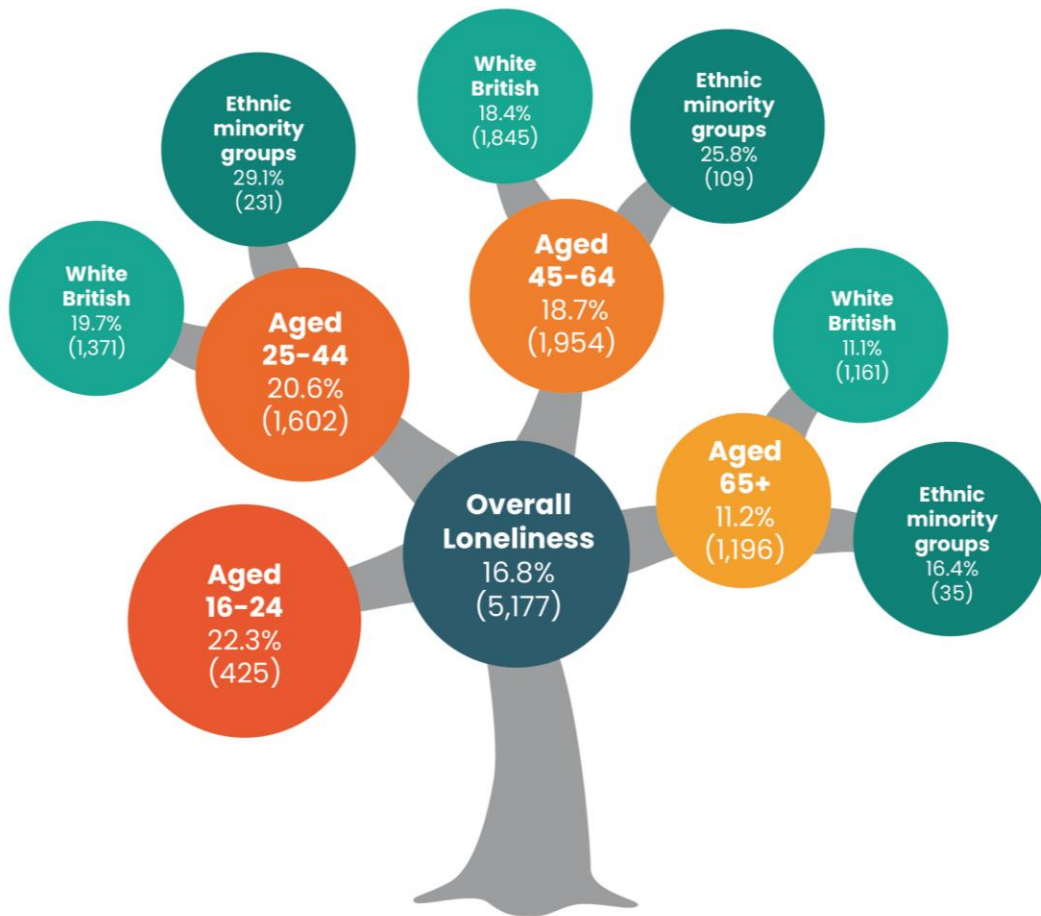 White
British
18.4%
(1,845)
Ethnic
minority
groups
25.8%
(109)
Ethnic
minority
groups
29.1%
(231)
White
British
19.7%
(1,371)
Aged
25-44
20.6%
(1,602)
Aged
45-64
18.7%
(1,954)
White
British
11.1%
(1,161)
Aged
65+
11.2%
(1,196)
Ethnic
minority
groups
16.4%
(35)
Overall
Loneliness
16.8%
(5,177)
Aged
16-24
22.3%
(425)